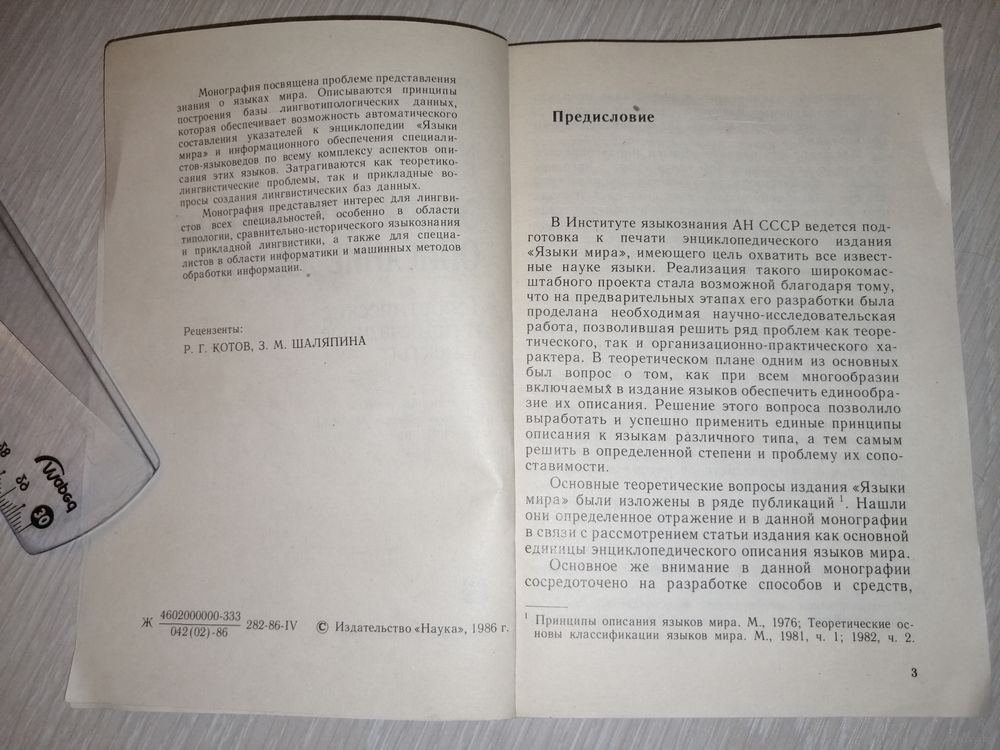 Монография посвящена проблеме представления
знания о языках мира. Описываются принципы
построения базы лингвотипологических данных,
которая обеспечивает возможность автоматического
составления указателей к энциклопедии «Языки
мира» и информационного обеспечения специали-
стов-языковедов по всему комплексу аспектов опи-
сания этих языков. Затрагиваются как теоретико-
лингвистические проблемы, так и прикладные во-
просы создания лингвистических баз данных.
Монография представляет интерес для лингви-
стов всех специальностей, особенно в области
типологии, сравнительно-исторического языкознания
и прикладной лингвистики, а также для специа-
листов в области информатики и машинных методов
обработки информации.
Рецензенты:
Р. Г. КОТОВ, З. М. ШАЛЯПИНА
Ж 4602000000-333
042(02)-86
282-86-IV © Издательство «Наука», 1986 г.
Предисловие
В Институте языкознания АН СССР ведется под-
готовка к печати энциклопедического издания
«Языки мира», имеющего цель охватить все извест-
ные науке языки. Реализация такого широкомас-
штабного проекта стала возможной благодаря тому,
что на предварительных этапах его разработки была
проделана необходимая научно-исследовательская
работа, позволившая решить ряд проблем как теоре-
тического, так и организационно-практического ха-
рактера. В теоретическом плане одним из основных
был вопрос о том, как при всем многообразии
включаемых в издание языков обеспечить единообра-
зие их описания. Решение этого вопроса позволило
выработать и успешно применить единые принципы
описания к языкам различного типа, а тем самым
решить в определенной степени и проблему их сопо-
ставимости.
Основные теоретические вопросы издания «Языки
мира» были изложены в ряде публикаций ¹. Нашли
они определенное отражение и в данной монографии
в связи с рассмотрением статьи издания как основной
единицы энциклопедического описания языков мира.
Основное же внимание в данной монографии
сосредоточено на разработке способов и средств,
¹ Принципы описания языков мира. М., 1976; Теоретические ос-
новы классификации языков мира. М., 1981, ч. 1; 1982, ч. 2.
3
28
29
30
Wabeq